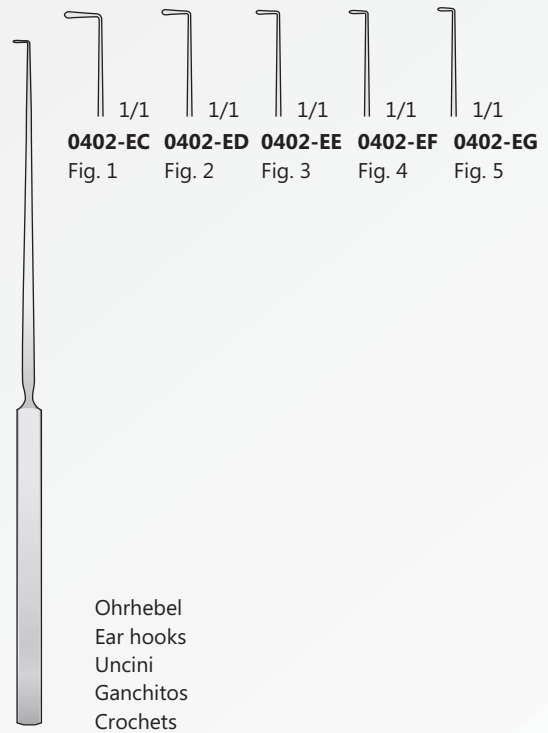 1/1 1/1 1/1 1/1 1/1
0402-EC 0402-ED 0402-EE 0402-EF 0402-EG
Fig. 1 Fig. 2 Fig. 3 Fig. 4 Fig. 5
Ohrhebel
Ear hooks
Uncini
Ganchitos
Crochets